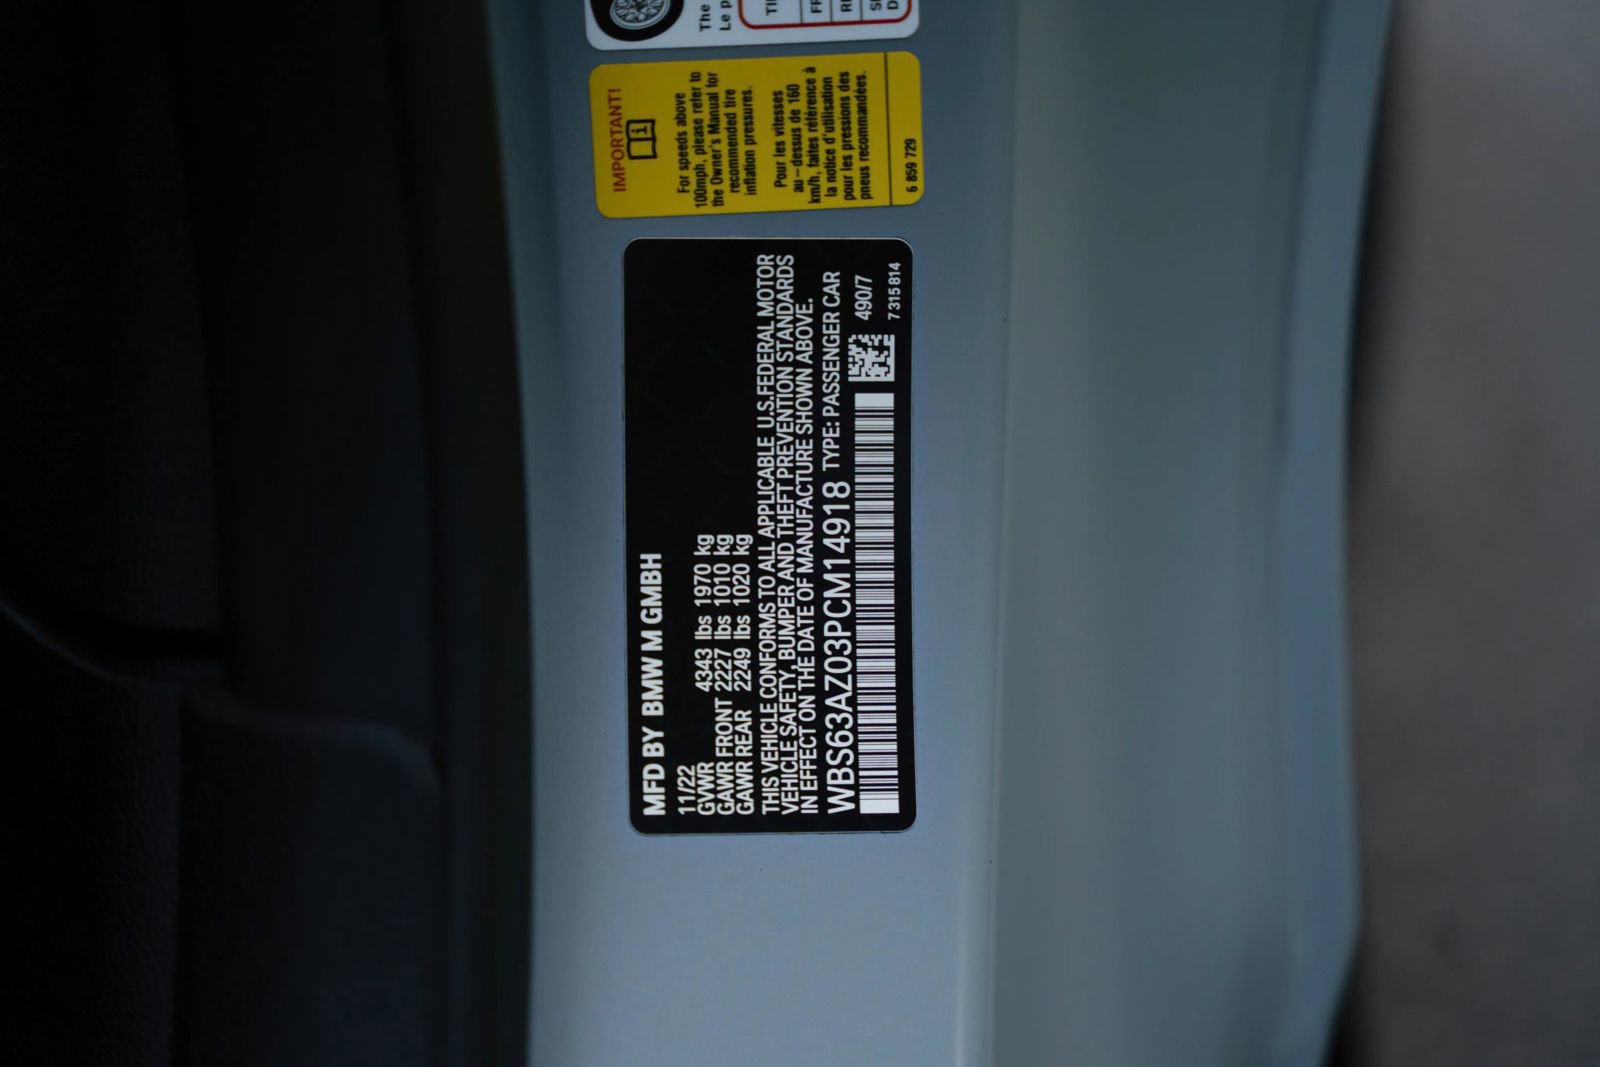 MFD BY BMW M GMBH
11/22
GVWR 4343 lbs 1970 kg
GAWR FRONT 2227 lbs 1010 kg
GAWR REAR 2249 lbs 1020 kg
THIS VEHICLE CONFORMS TO ALL APPLICABLE U.S.FEDERAL MOTOR
VEHICLE SAFETY, BUMPER AND THEFT PREVENTION STANDARDS
IN EFFECT ON THE DATE OF MANUFACTURE SHOWN ABOVE.
WBS63AZ03PCM14918 TYPE: PASSENGER CAR
490/7
7 315 814
IMPORTANT!
i
For speeds above
100mph, please refer to
the Owner's Manual for
recommended tire
inflation pressures.
Pour les vitesses
au-dessus de 160
km/h, faites référence à
la notice d'utilisation
pour les pressions des
pneus recommandées.
6 859 729
The
Le p